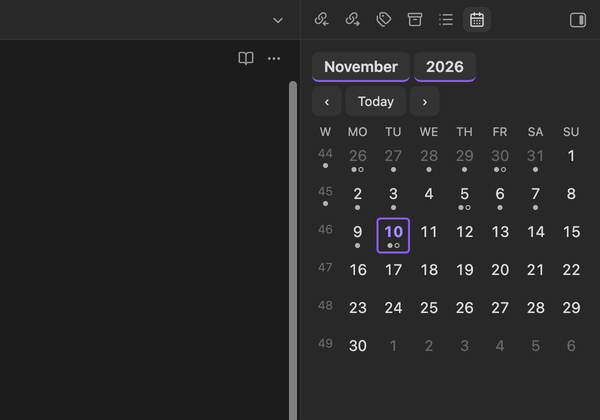 November 2026
‹ Today ›
W MO TU WE TH FR SA SU
44 26 27 28 29 30 31 1
45 2 3 4 5 6 7 8
46 9 10 11 12 13 14 15
47 16 17 18 19 20 21 22
48 23 24 25 26 27 28 29
49 30 1 2 3 4 5 6